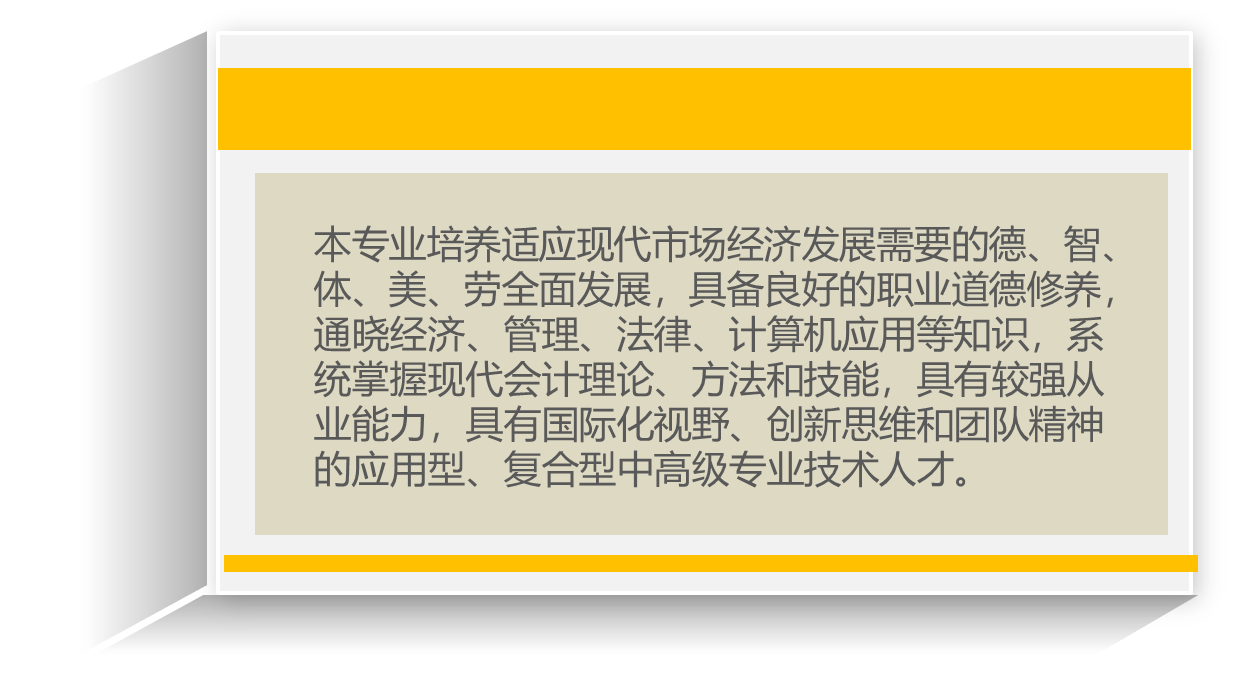 本专业培养适应现代市场经济发展需要的德、智、
体、美、劳全面发展，具备良好的职业道德修养，
通晓经济、管理、法律、计算机应用等知识，系
统掌握现代会计理论、方法和技能，具有较强从
业能力，具有国际化视野、创新思维和团队精神
的应用型、复合型中高级专业技术人才。